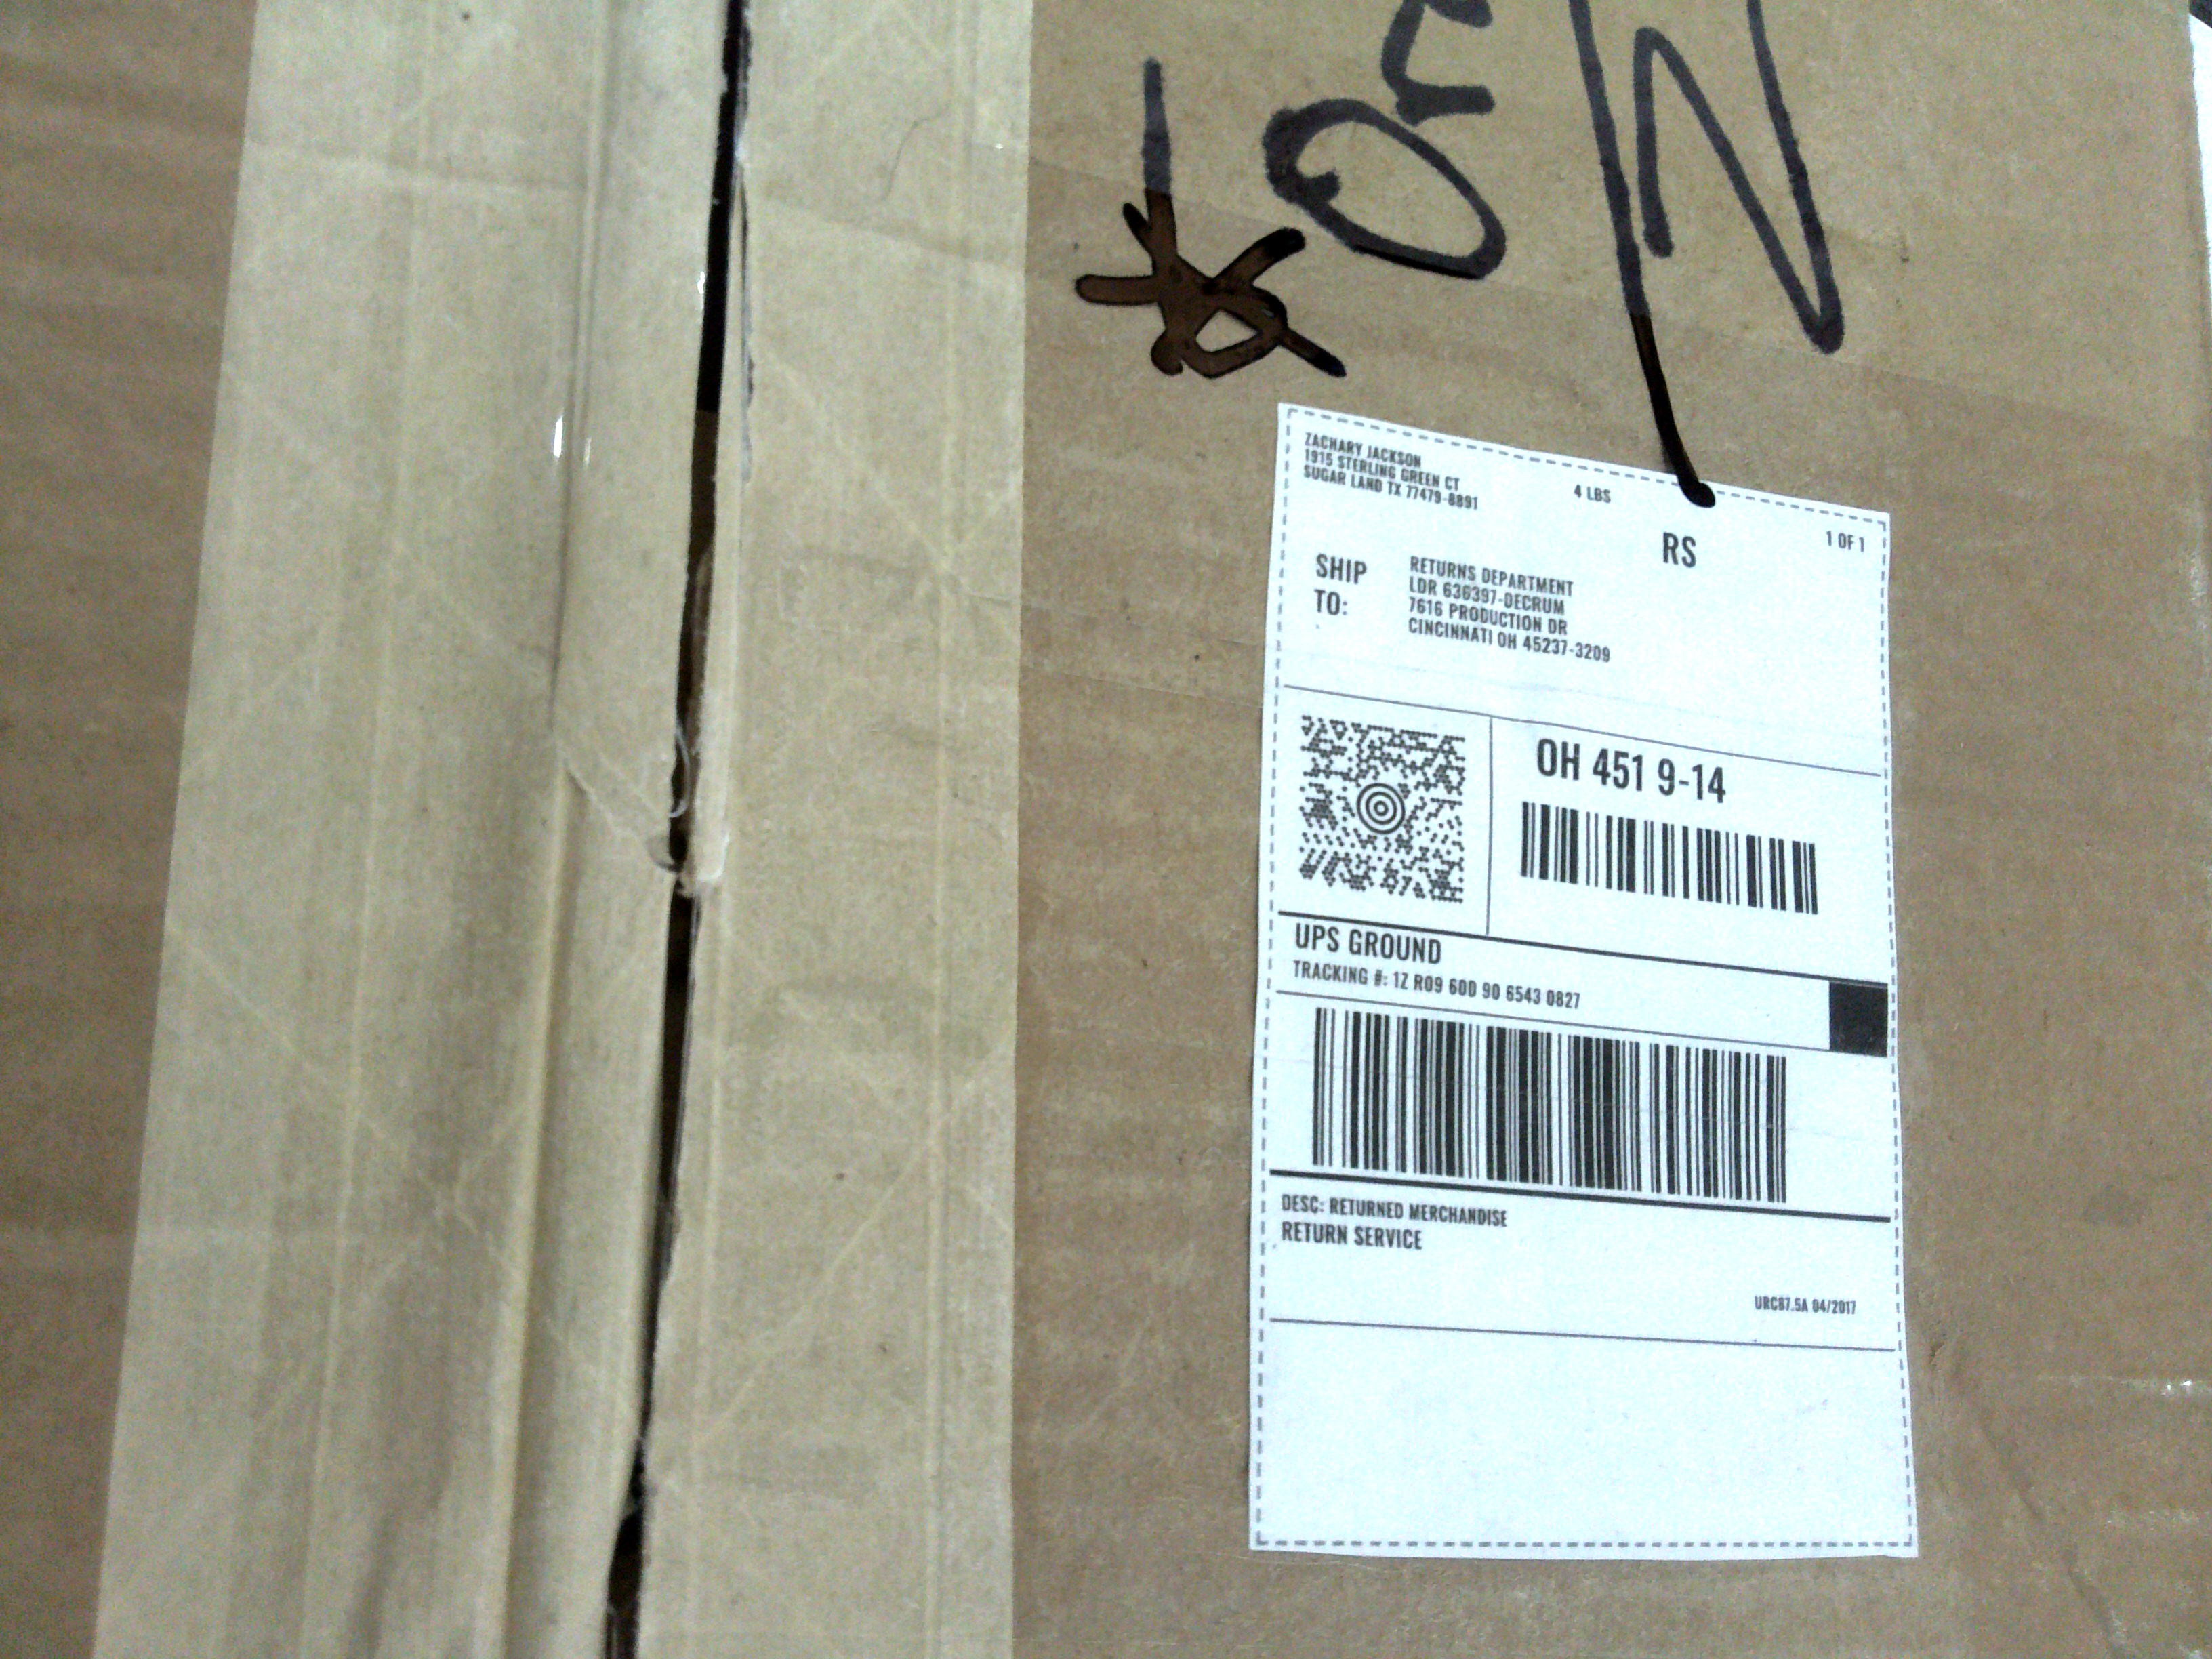 ZACHARY JACKSON
1915 STERLING GREEN CT
SUGAR LAND TX 77479-8891
4 LBS
1 OF 1
RS
SHIP TO:
RETURNS DEPARTMENT
LDR 636397-DECRUM
7616 PRODUCTION DR
CINCINNATI OH 45237-3209
OH 451 9-14
UPS GROUND
TRACKING #: 1Z R09 60D 90 6543 0827
DESC: RETURNED MERCHANDISE
RETURN SERVICE
URC87.5A 04/2017